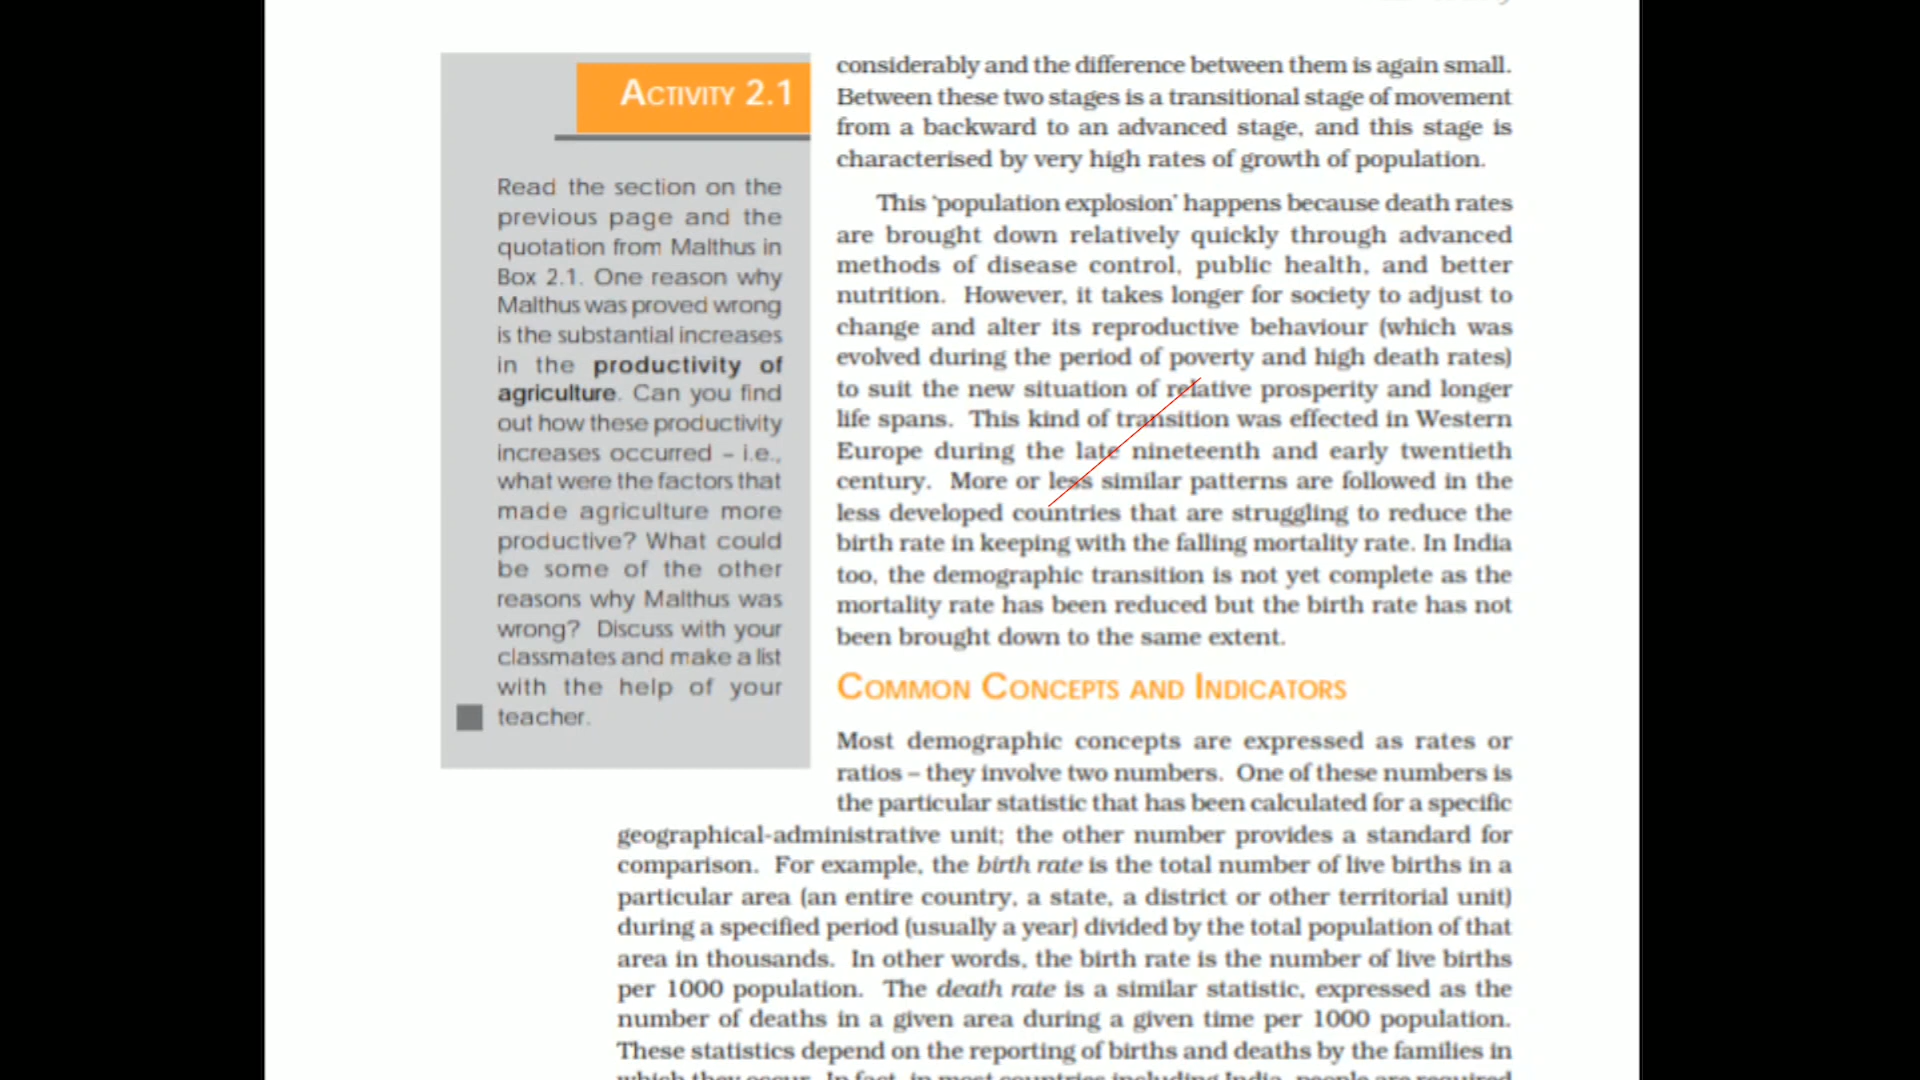 ACTIVITY 2.1
Read the section on the
previous page and the
quotation from Malthus in
Box 2.1. One reason why
Malthus was proved wrong
is the substantial increases
in the productivity of
agriculture. Can you find
out how these productivity
increases occurred – i.e.,
what were the factors that
made agriculture more
productive? What could
be some of the other
reasons why Malthus was
wrong? Discuss with your
classmates and make a list
with the help of your
teacher.
considerably and the difference between them is again small.
Between these two stages is a transitional stage of movement
from a backward to an advanced stage, and this stage is
characterised by very high rates of growth of population.
This ‘population explosion’ happens because death rates
are brought down relatively quickly through advanced
methods of disease control, public health, and better
nutrition. However, it takes longer for society to adjust to
change and alter its reproductive behaviour (which was
evolved during the period of poverty and high death rates)
to suit the new situation of relative prosperity and longer
life spans. This kind of transition was effected in Western
Europe during the late nineteenth and early twentieth
century. More or less similar patterns are followed in the
less developed countries that are struggling to reduce the
birth rate in keeping with the falling mortality rate. In India
too, the demographic transition is not yet complete as the
mortality rate has been reduced but the birth rate has not
been brought down to the same extent.
COMMON CONCEPTS AND INDICATORS
Most demographic concepts are expressed as rates or
ratios – they involve two numbers. One of these numbers is
the particular statistic that has been calculated for a specific
geographical-administrative unit; the other number provides a standard for
comparison. For example, the birth rate is the total number of live births in a
particular area (an entire country, a state, a district or other territorial unit)
during a specified period (usually a year) divided by the total population of that
area in thousands. In other words, the birth rate is the number of live births
per 1000 population. The death rate is a similar statistic, expressed as the
number of deaths in a given area during a given time per 1000 population.
These statistics depend on the reporting of births and deaths by the families in
which they occur. In fact, in most countries including India, people are required